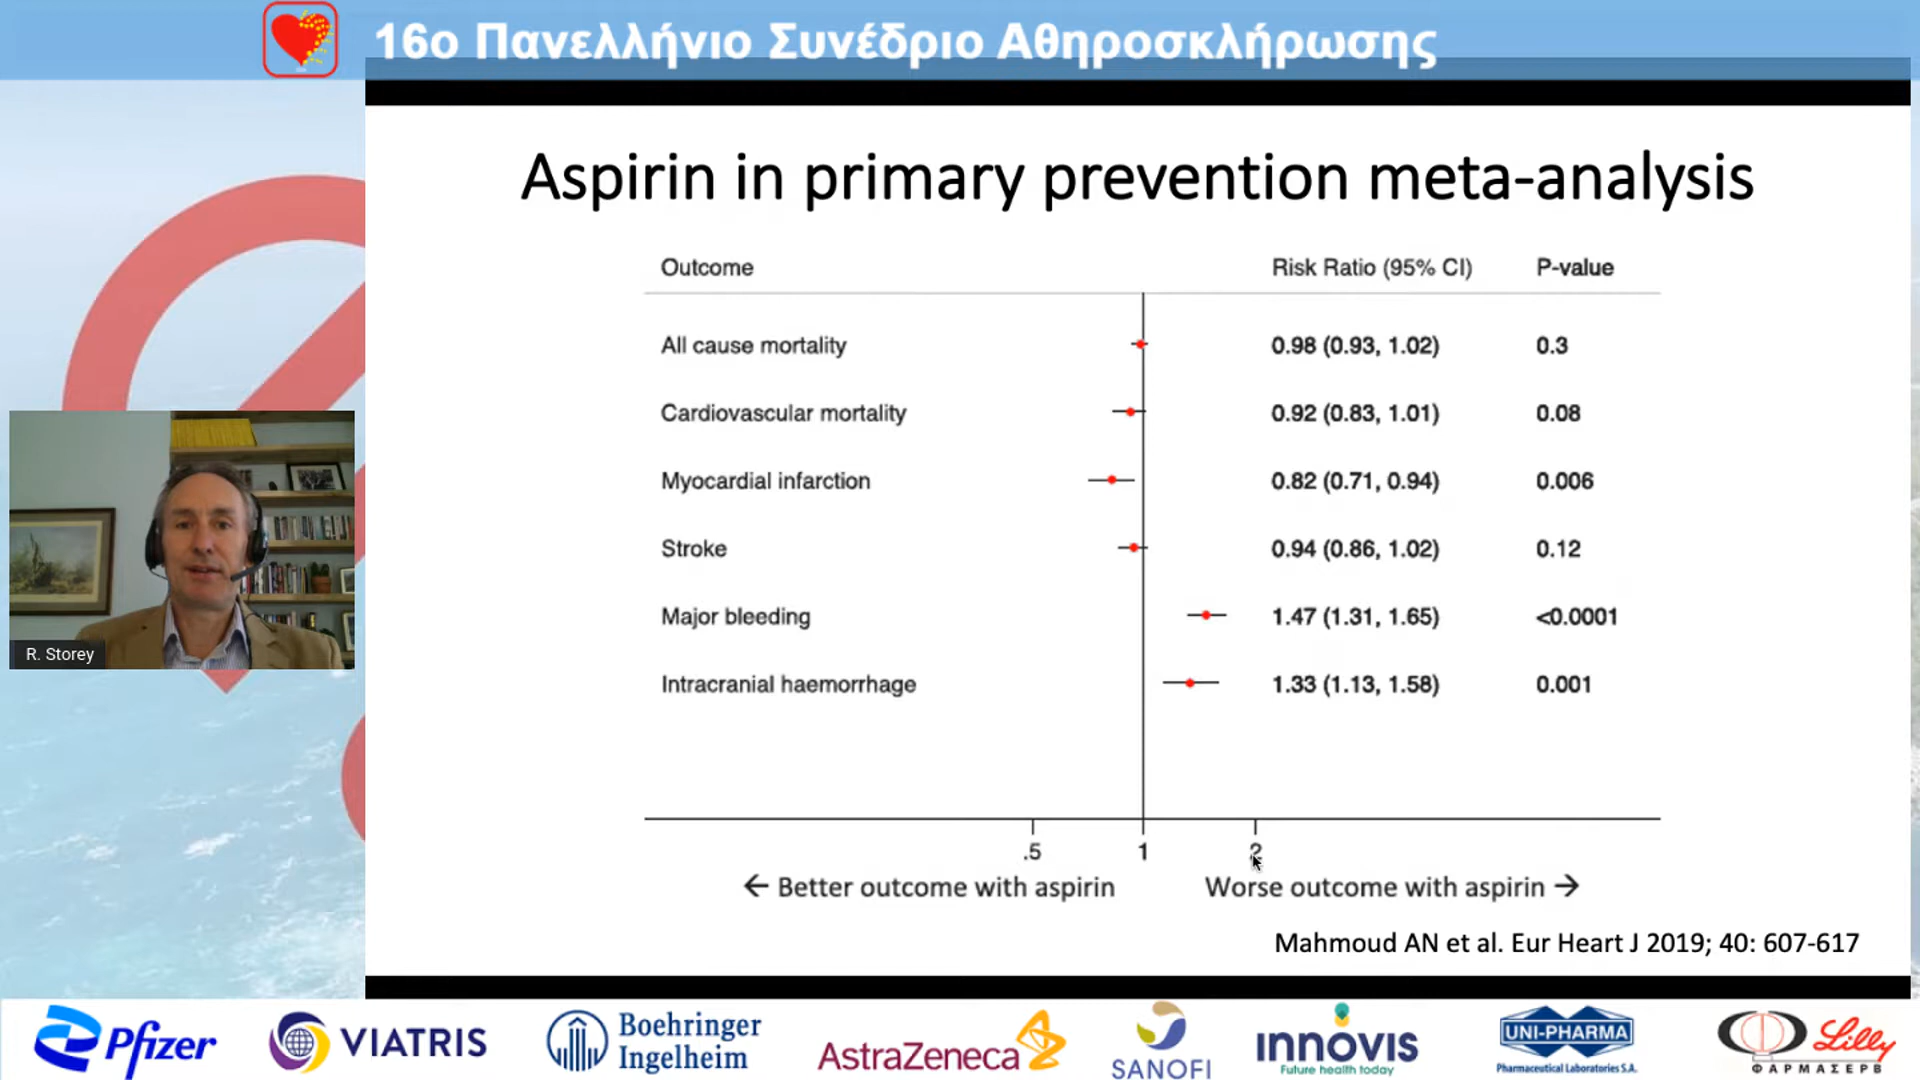 16ο Πανελλήνιο Συνέδριο Αθηροσκλήρωσης
Aspirin in primary prevention meta-analysis
Outcome Risk Ratio (95% CI) P-value
All cause mortality 0.98 (0.93, 1.02) 0.3
Cardiovascular mortality 0.92 (0.83, 1.01) 0.08
Myocardial infarction 0.82 (0.71, 0.94) 0.006
Stroke 0.94 (0.86, 1.02) 0.12
Major bleeding 1.47 (1.31, 1.65) <0.0001
Intracranial haemorrhage 1.33 (1.13, 1.58) 0.001
.5 1 2
← Better outcome with aspirin Worse outcome with aspirin →
Mahmoud AN et al. Eur Heart J 2019; 40: 607-617
R. Storey
Pfizer
VIATRIS
Boehringer
Ingelheim
AstraZeneca
SANOFI
INNOVIS
Future health today
UNI-PHARMA
Pharmaceutical Laboratories S.A.
Lilly
ΦΑΡΜΑΣΕΡΒ